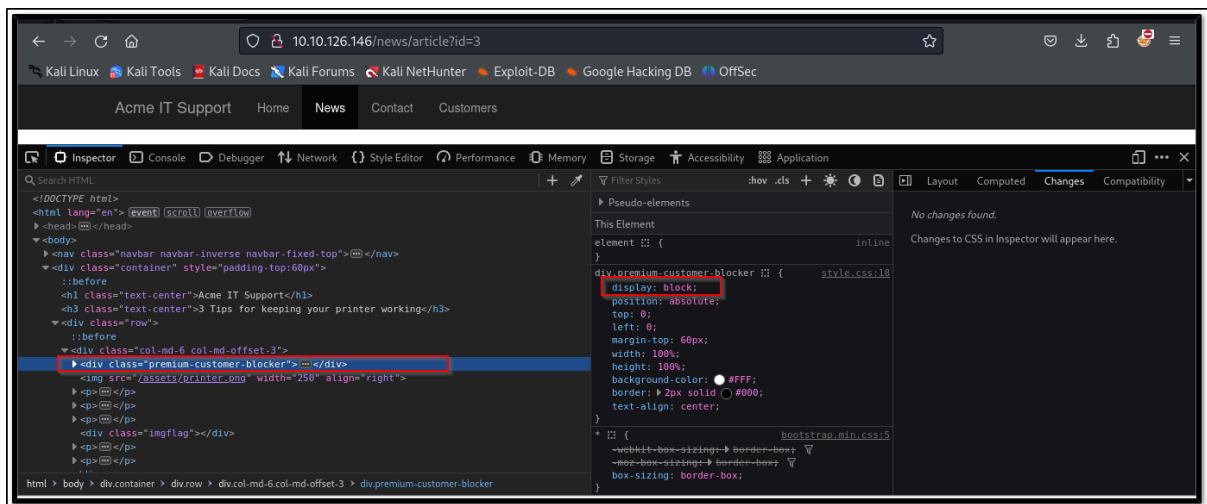 10.10.126.146/news/article?id=3
Kali Linux Kali Tools Kali Docs Kali Forums Kali NetHunter Exploit-DB Google Hacking DB OffSec
Acme IT Support Home News Contact Customers
Inspector Console Debugger Network Style Editor Performance Memory Storage Accessibility Application
Search HTML
<!DOCTYPE html>
<html lang="en"> event scroll overflow
<head></head>
<body>
<nav class="navbar navbar-inverse navbar-fixed-top"></nav>
<div class="container" style="padding-top:60px">
::before
<h1 class="text-center">Acme IT Support</h1>
<h3 class="text-center">3 Tips for keeping your printer working</h3>
<div class="row">
::before
<div class="col-md-6 col-md-offset-3">
<div class="premium-customer-blocker"></div>
<img src="/assets/printer.png" width="250" align="right">
<p></p>
<p></p>
<p></p>
<div class="imgflag"></div>
<p></p>
<p></p>
html > body > div.container > div.row > div.col-md-6.col-md-offset-3 > div.premium-customer-blocker
Filter Styles :hov .cls
Pseudo-elements
This Element
element { inline
}
div.premium-customer-blocker { style.css:18
display: block;
position: absolute;
top: 0;
left: 0;
margin-top: 60px;
width: 100%;
height: 100%;
background-color: #FFF;
border: 2px solid #000;
text-align: center;
}
* { bootstrap.min.css:5
-webkit-box-sizing: border-box;
-moz-box-sizing: border-box;
box-sizing: border-box;
}
Layout Computed Changes Compatibility
No changes found.
Changes to CSS in Inspector will appear here.